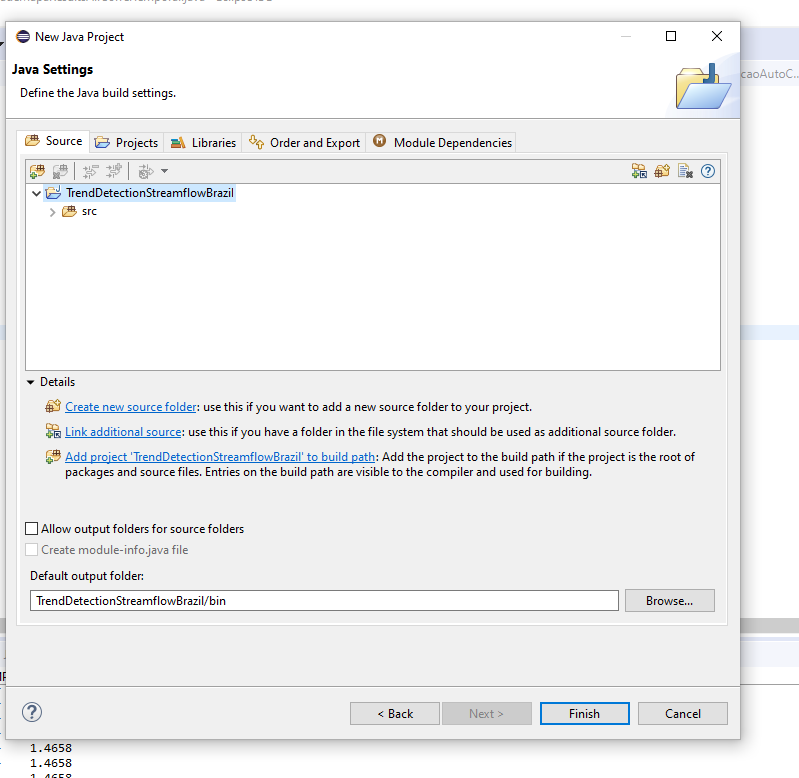 New Java Project
Java Settings
Define the Java build settings.
caoAutoC...
Source Projects Libraries Order and Export Module Dependencies
TrendDetectionStreamflowBrazil
src
Details
Create new source folder: use this if you want to add a new source folder to your project.
Link additional source: use this if you have a folder in the file system that should be used as additional source folder.
Add project 'TrendDetectionStreamflowBrazil' to build path: Add the project to the build path if the project is the root of
packages and source files. Entries on the build path are visible to the compiler and used for building.
Allow output folders for source folders
Create module-info.java file
Default output folder:
TrendDetectionStreamflowBrazil/bin
Browse...
< Back Next > Finish Cancel
1.4658
1.4658
1.4658